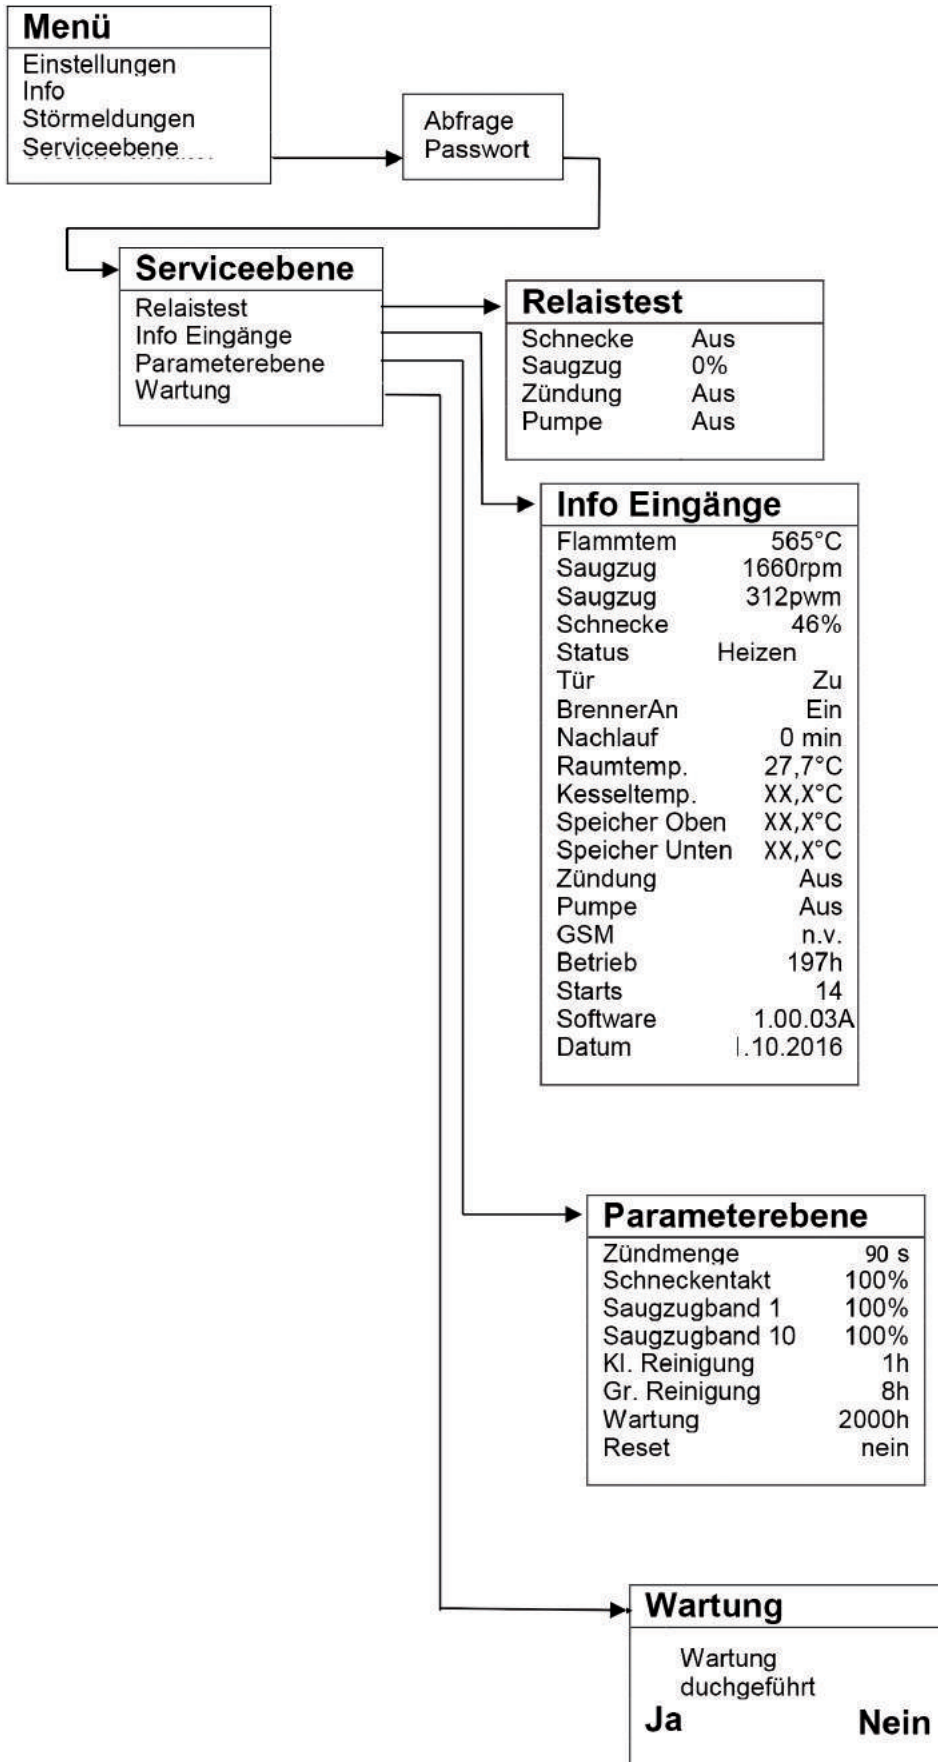 Menü
Einstellungen
Info
Störmeldungen
Serviceebene
Abfrage
Passwort
Serviceebene
Relaistest
Info Eingänge
Parameterebene
Wartung
Relaistest
Schnecke Aus
Saugzug 0%
Zündung Aus
Pumpe Aus
Info Eingänge
Flammtem 565°C
Saugzug 1660rpm
Saugzug 312pwm
Schnecke 46%
Status Heizen
Tür Zu
BrennerAn Ein
Nachlauf 0 min
Raumtemp. 27,7°C
Kesseltemp. XX,X°C
Speicher Oben XX,X°C
Speicher Unten XX,X°C
Zündung Aus
Pumpe Aus
GSM n.v.
Betrieb 197h
Starts 14
Software 1.00.03A
Datum .10.2016
Parameterebene
Zündmenge 90 s
Schneckentakt 100%
Saugzugband 1 100%
Saugzugband 10 100%
Kl. Reinigung 1h
Gr. Reinigung 8h
Wartung 2000h
Reset nein
Wartung
Wartung
duchgeführt
Ja Nein